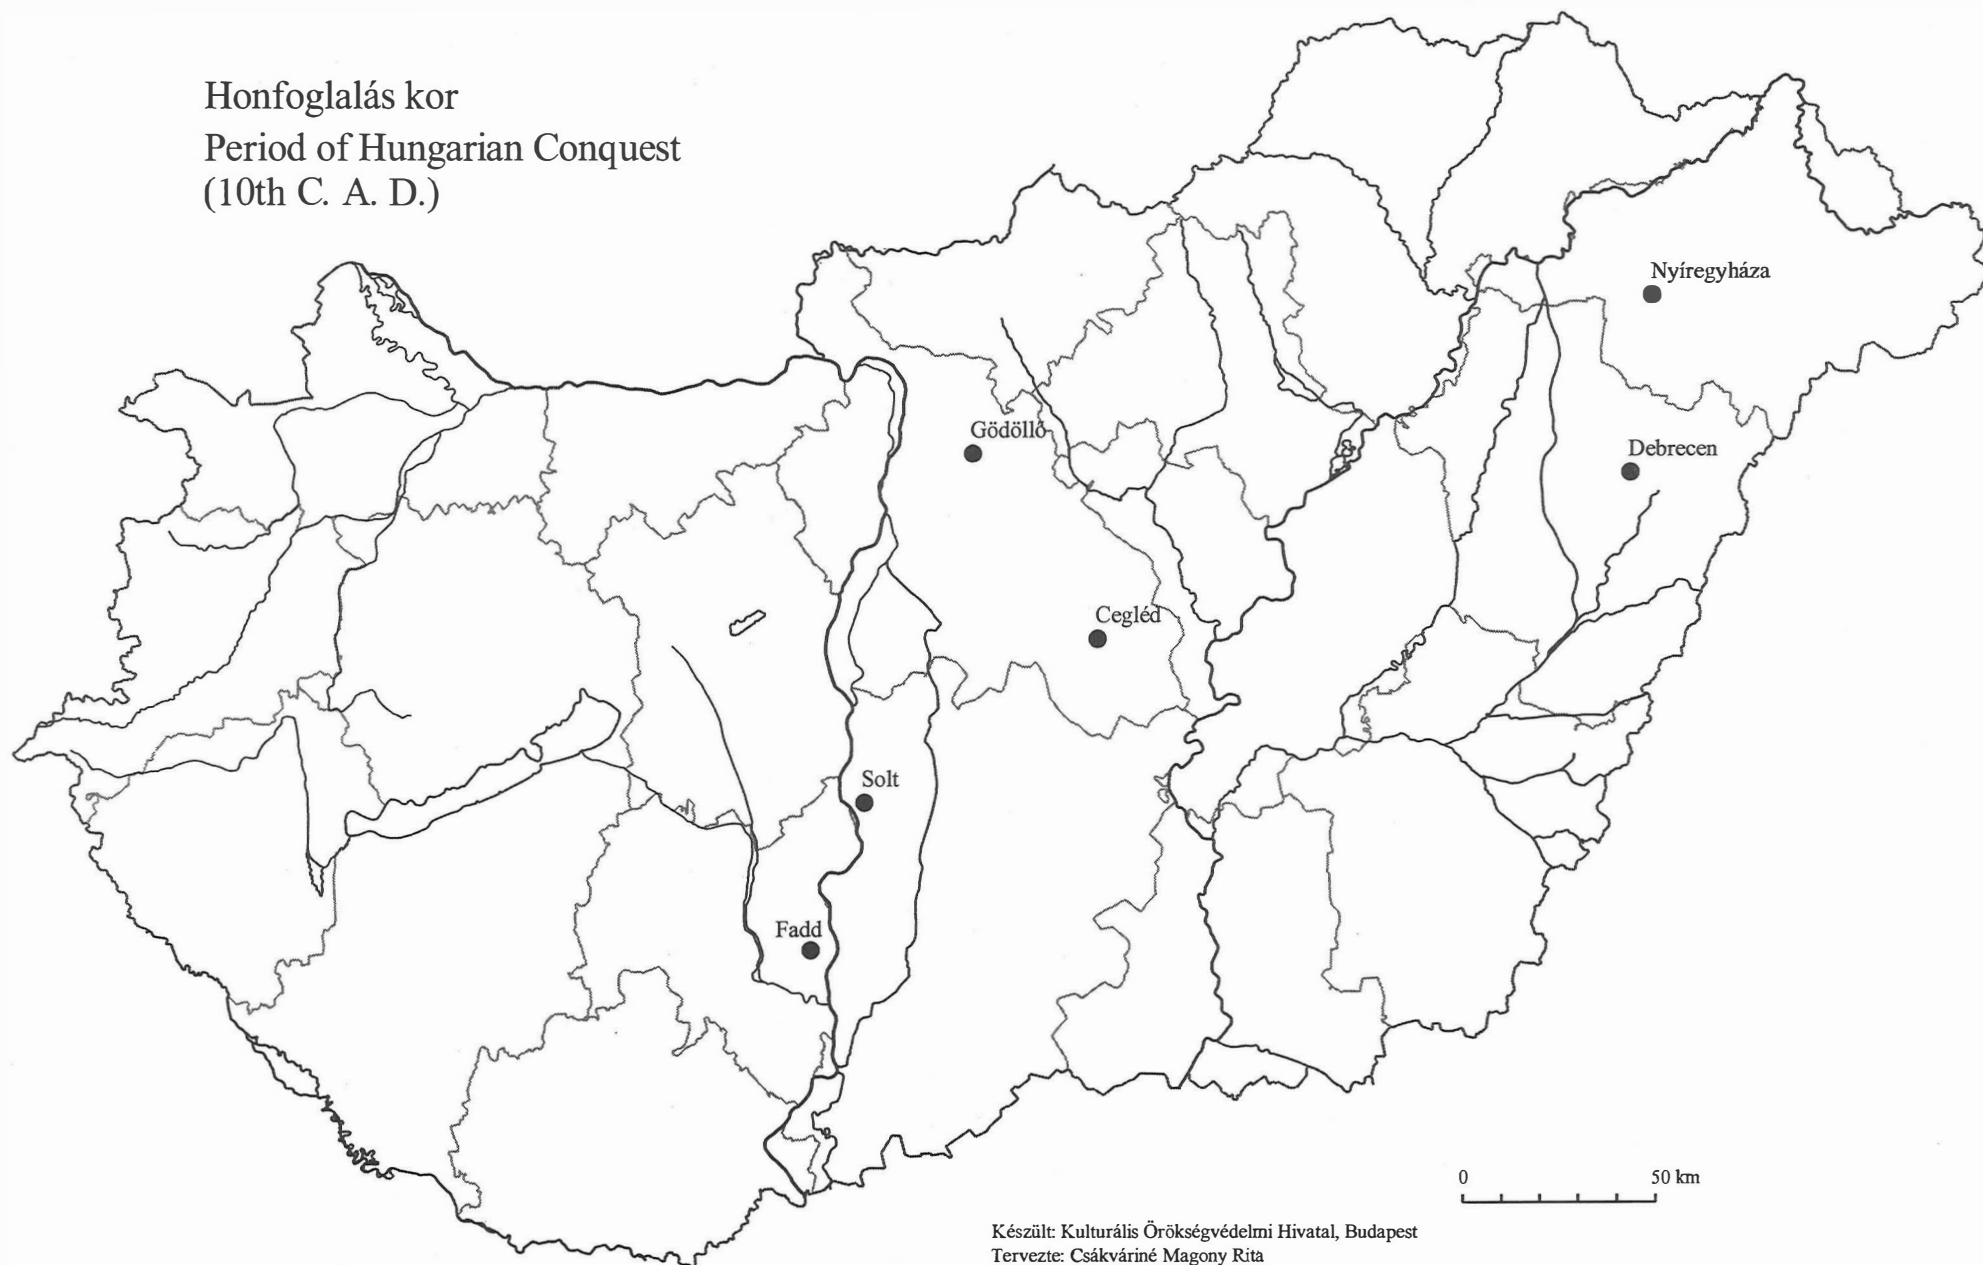 Honfoglalás kor
Period of Hungarian Conquest
(10th C. A. D.)
Nyíregyháza
Gödöllő
Debrecen
Cegléd
Solt
Fadd
0 50 km
Készült: Kulturális Örökségvédelmi Hivatal, Budapest
Tervezte: Csákváriné Magony Rita